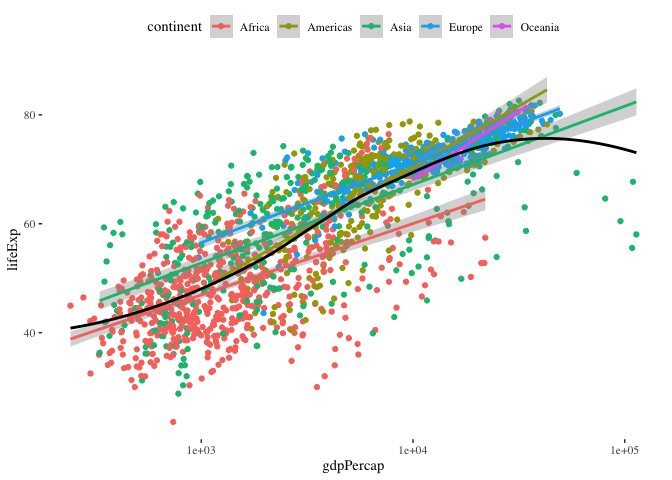 continent Africa Americas Asia Europe Oceania
80
60
40
lifeExp
1e+03 1e+04 1e+05
gdpPercap